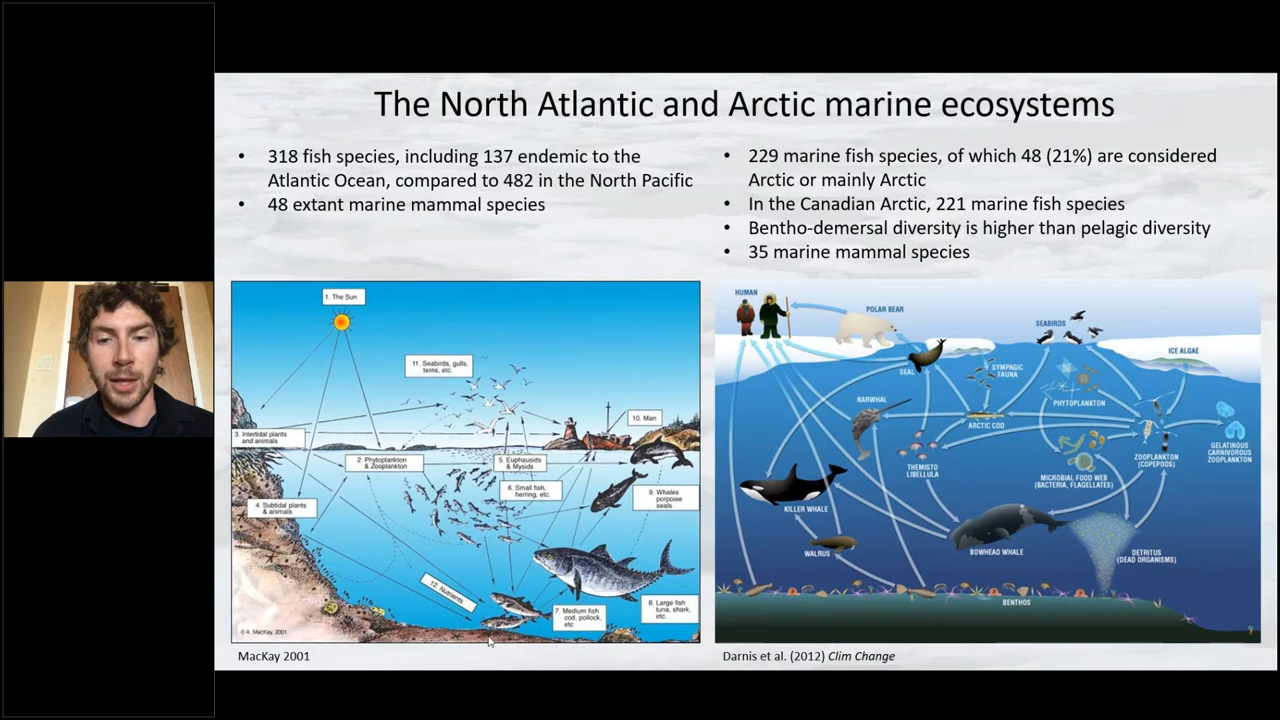 The North Atlantic and Arctic marine ecosystems
• 318 fish species, including 137 endemic to the
Atlantic Ocean, compared to 482 in the North Pacific
• 48 extant marine mammal species
• 229 marine fish species, of which 48 (21%) are considered
Arctic or mainly Arctic
• In the Canadian Arctic, 221 marine fish species
• Bentho-demersal diversity is higher than pelagic diversity
• 35 marine mammal species
1. The Sun
11. Seabirds, gulls,
terns, etc.
10. Man
3. Intertidal plants
and animals
2. Phytoplankton
& Zooplankton
5. Euphausids
& Mysids
6. Small fish,
herring, etc.
9. Whales
porpoise
seals
4. Subtidal plants
& animals
12. Nutrients
7. Medium fish
cod, pollock,
etc
8. Large fish
tuna, shark,
etc.
© A. MacKay, 2001
MacKay 2001
HUMAN
POLAR BEAR
SEABIRDS
ICE ALGAE
SEAL
SYMPAGIC
FAUNA
NARWHAL
PHYTOPLANKTON
ARCTIC COD
GELATINOUS
CARNIVOROUS
ZOOPLANKTON
ZOOPLANKTON
(COPEPODS)
THEMISTO
LIBELLULA
MICROBIAL FOOD WEB
(BACTERIA, FLAGELLATES)
KILLER WHALE
WALRUS
BOWHEAD WHALE
DETRITUS
(DEAD ORGANISMS)
BENTHOS
Darnis et al. (2012) Clim Change